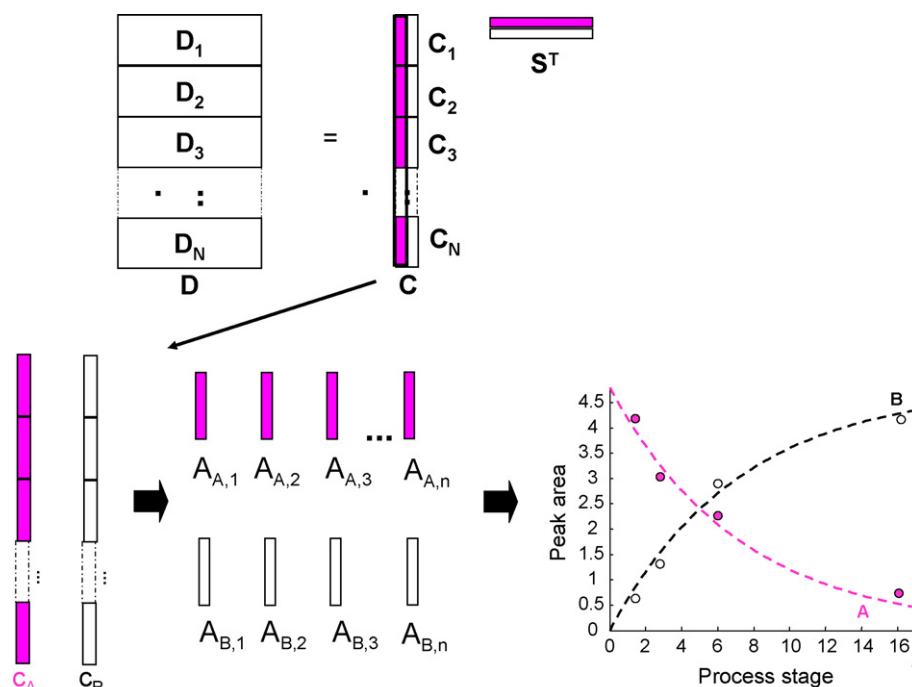 D1
D2
D3
DN
D
=
C1
C2
C3
CN
C
S^T
CA
CB
...
...
...
AA,1 AA,2 AA,3 AA,n
AB,1 AB,2 AB,3 AB,n
Peak area
4.5
4
3.5
3
2.5
2
1.5
1
0.5
0
B
A
0 2 4 6 8 10 12 14 16
Process stage